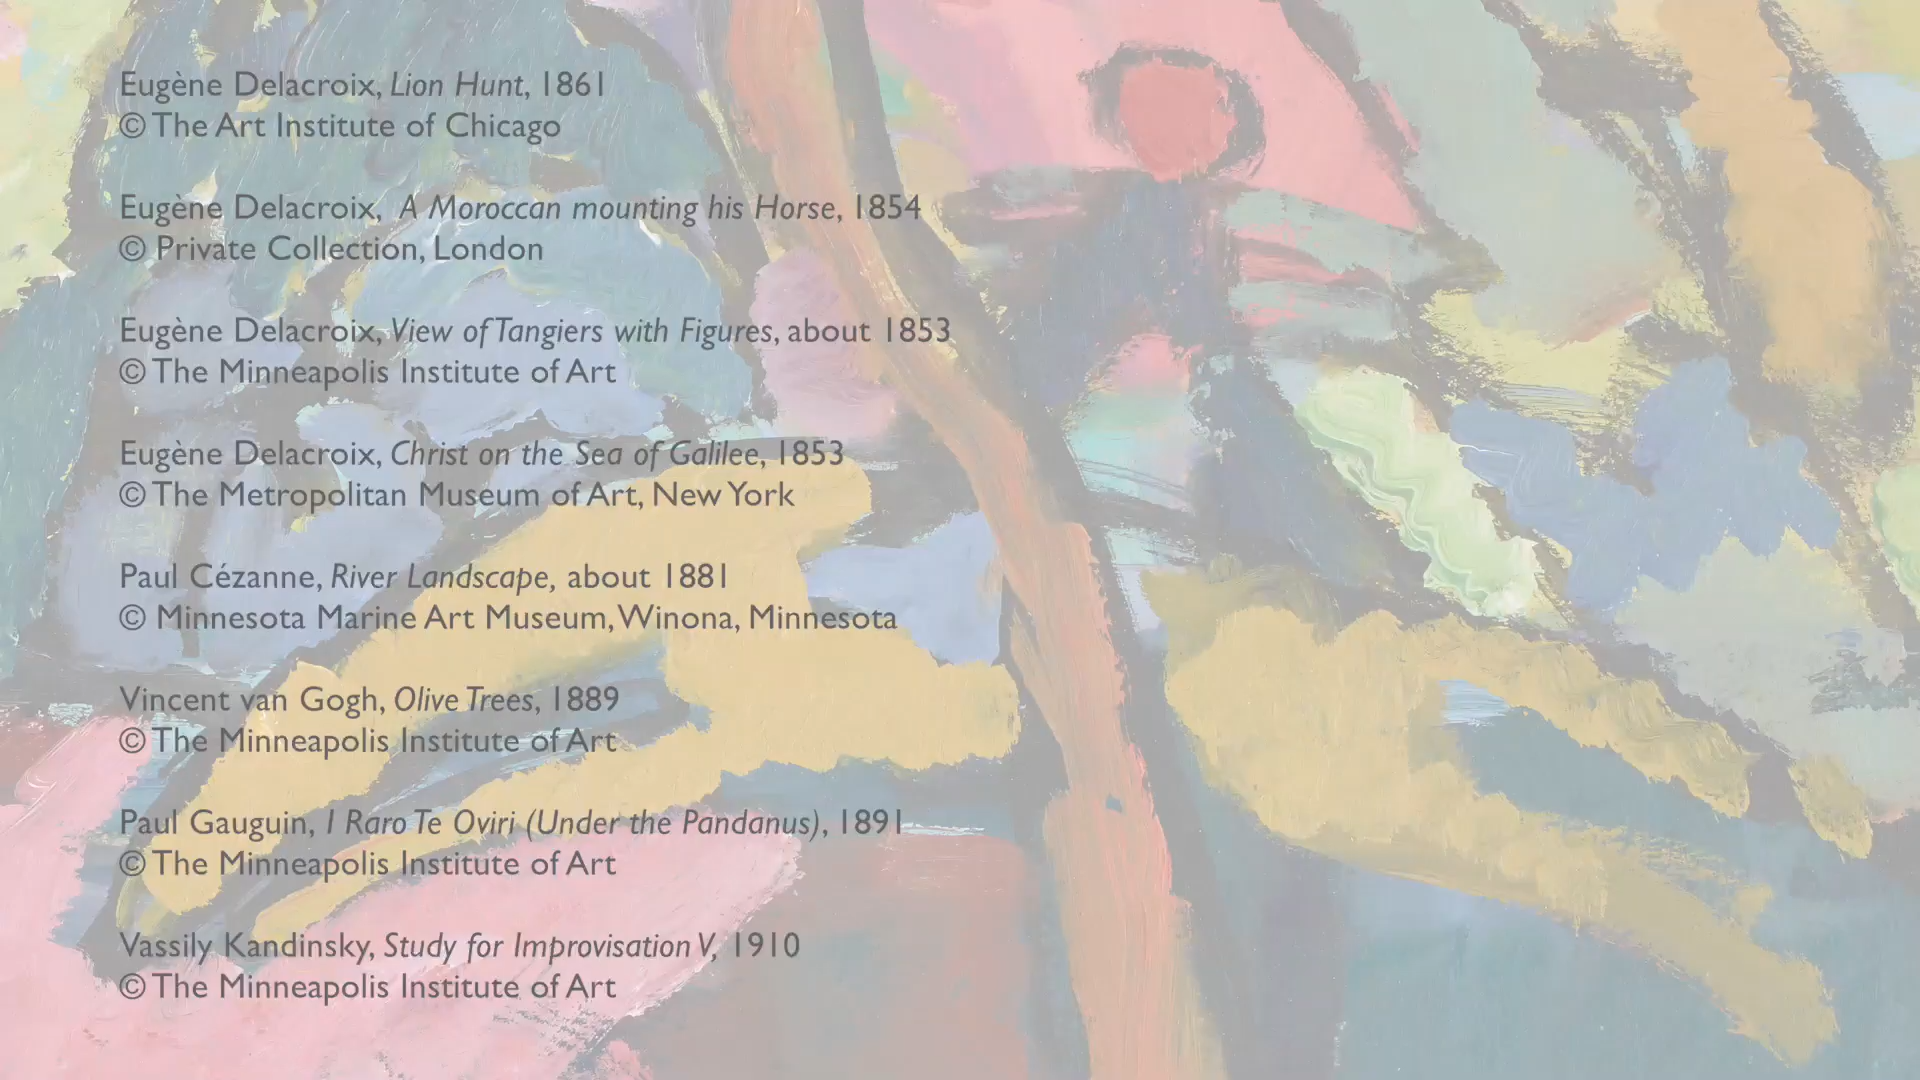 Eugène Delacroix, Lion Hunt, 1861
© The Art Institute of Chicago
Eugène Delacroix, A Moroccan mounting his Horse, 1854
© Private Collection, London
Eugène Delacroix, View of Tangiers with Figures, about 1853
© The Minneapolis Institute of Art
Eugène Delacroix, Christ on the Sea of Galilee, 1853
© The Metropolitan Museum of Art, New York
Paul Cézanne, River Landscape, about 1881
© Minnesota Marine Art Museum, Winona, Minnesota
Vincent van Gogh, Olive Trees, 1889
© The Minneapolis Institute of Art
Paul Gauguin, I Raro Te Oviri (Under the Pandanus), 1891
© The Minneapolis Institute of Art
Vassily Kandinsky, Study for Improvisation V, 1910
© The Minneapolis Institute of Art